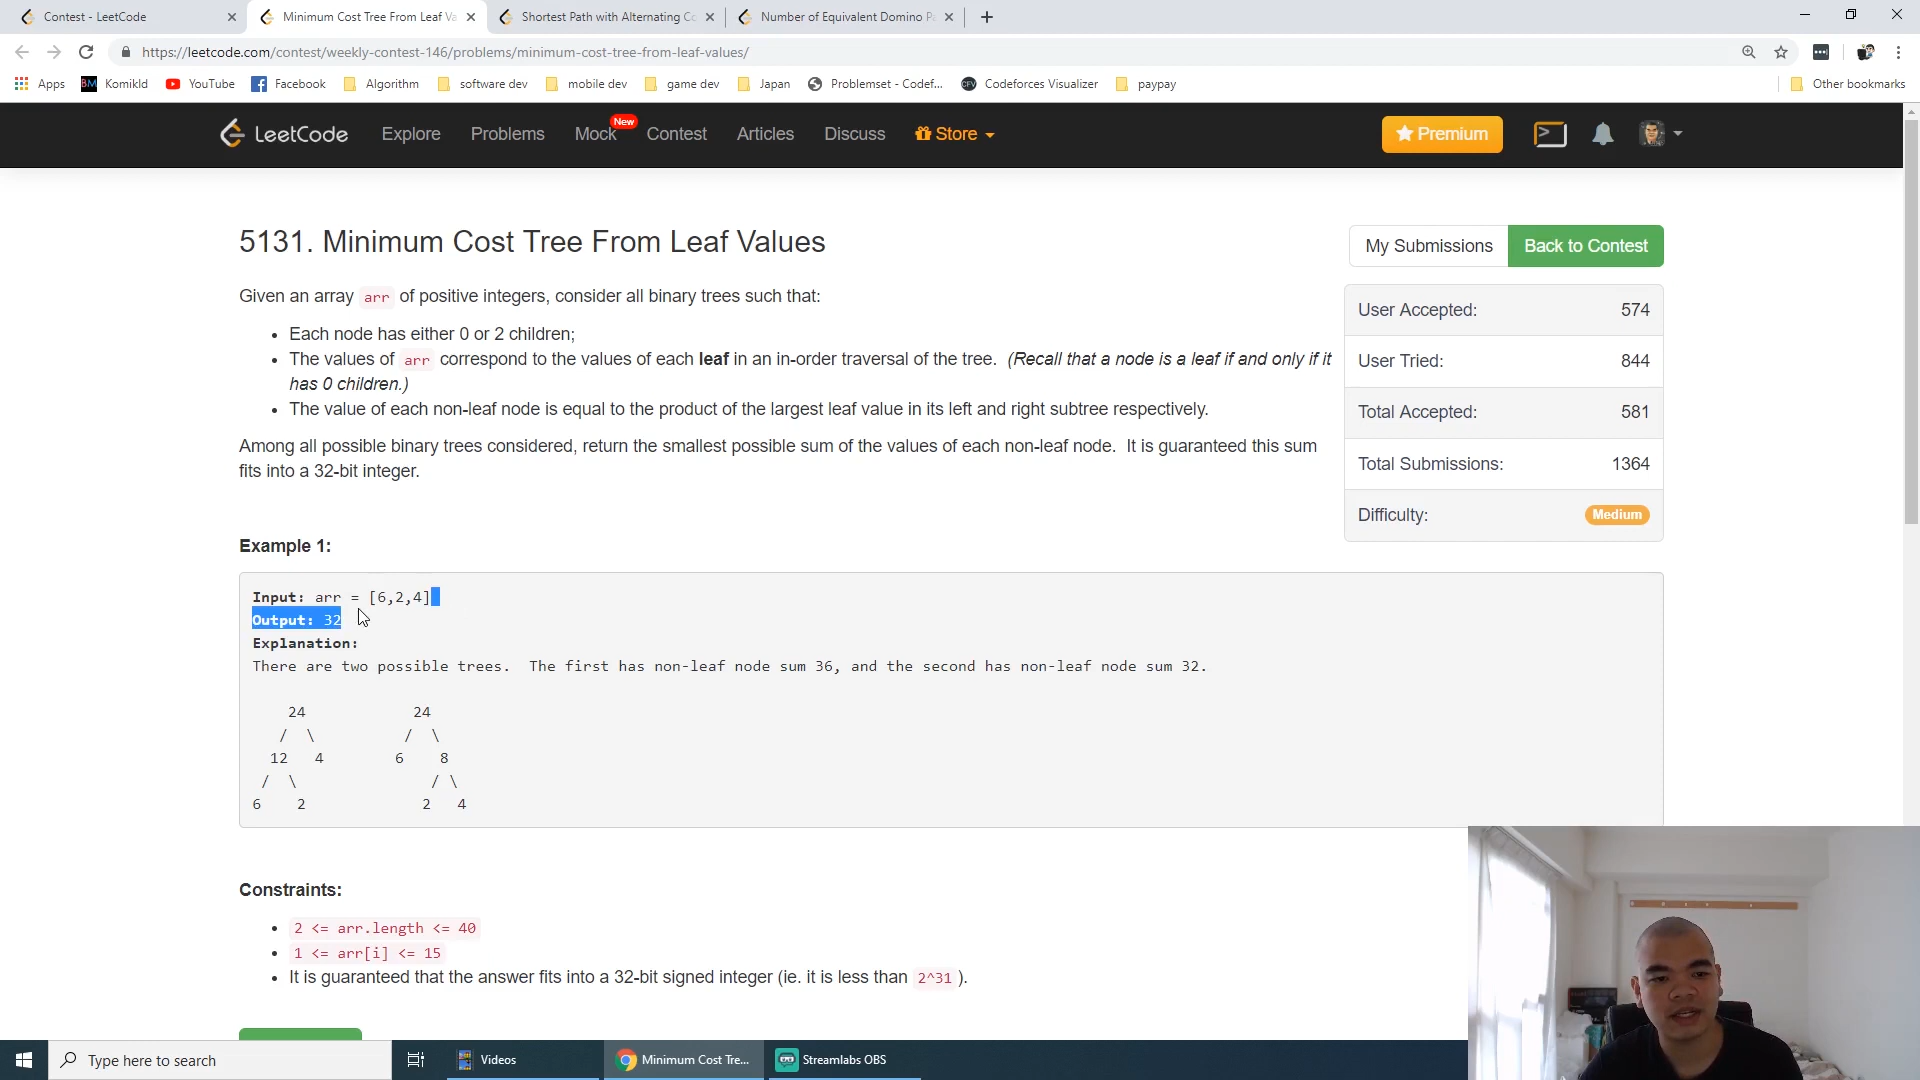 Contest - LeetCode
Minimum Cost Tree From Leaf Va
Shortest Path with Alternating Co
Number of Equivalent Domino P
https://leetcode.com/contest/weekly-contest-146/problems/minimum-cost-tree-from-leaf-values/
Apps
BM Komikld
YouTube
Facebook
Algorithm
software dev
mobile dev
game dev
Japan
Problemset - Codef...
CFV Codeforces Visualizer
paypay
Other bookmarks
LeetCode
Explore
Problems
Mock
New
Contest
Articles
Discuss
Store
Premium
5131. Minimum Cost Tree From Leaf Values
My Submissions
Back to Contest
Given an array arr of positive integers, consider all binary trees such that:
• Each node has either 0 or 2 children;
• The values of arr correspond to the values of each leaf in an in-order traversal of the tree. (Recall that a node is a leaf if and only if it
has 0 children.)
• The value of each non-leaf node is equal to the product of the largest leaf value in its left and right subtree respectively.
Among all possible binary trees considered, return the smallest possible sum of the values of each non-leaf node. It is guaranteed this sum
fits into a 32-bit integer.
User Accepted: 574
User Tried: 844
Total Accepted: 581
Total Submissions: 1364
Difficulty: Medium
Example 1:
Input: arr = [6,2,4]
Output: 32
Explanation:
There are two possible trees. The first has non-leaf node sum 36, and the second has non-leaf node sum 32.
24 24
/ \ / \
12 4 6 8
/ \ / \
6 2 2 4
Constraints:
• 2 <= arr.length <= 40
• 1 <= arr[i] <= 15
• It is guaranteed that the answer fits into a 32-bit signed integer (ie. it is less than 2^31).
Type here to search
Videos
Minimum Cost Tre...
Streamlabs OBS